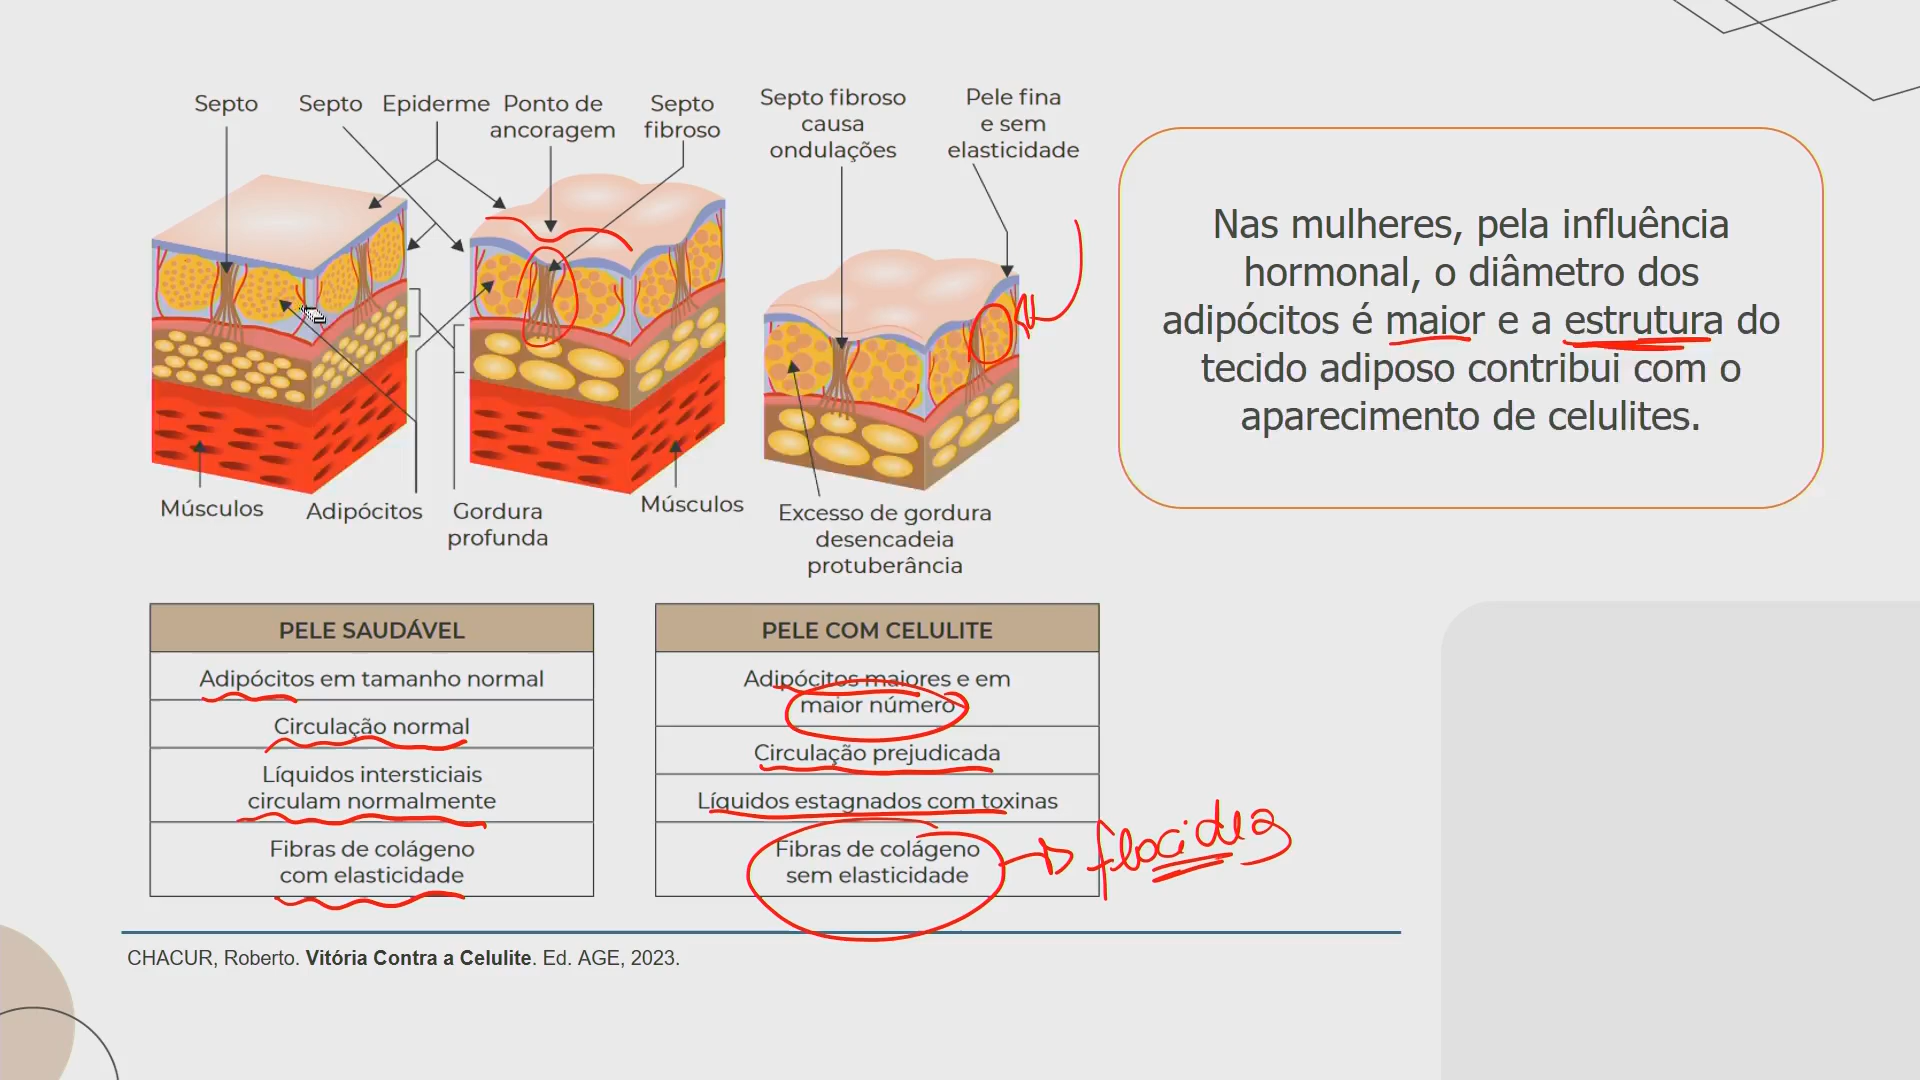 Septo
Septo
Epiderme
Ponto de
ancoragem
Septo
fibroso
Septo fibroso
causa
ondulações
Pele fina
e sem
elasticidade
Músculos
Adipócitos
Gordura
profunda
Músculos
Excesso de gordura
desencadeia
protuberância
Nas mulheres, pela influência
hormonal, o diâmetro dos
adipócitos é maior e a estrutura do
tecido adiposo contribui com o
aparecimento de celulites.
PELE SAUDÁVEL
Adipócitos em tamanho normal
Circulação normal
Líquidos intersticiais
circulam normalmente
Fibras de colágeno
com elasticidade
PELE COM CELULITE
Adipócitos maiores e em
maior número
Circulação prejudicada
Líquidos estagnados com toxinas
Fibras de colágeno
sem elasticidade
flacidez
CHACUR, Roberto. Vitória Contra a Celulite. Ed. AGE, 2023.